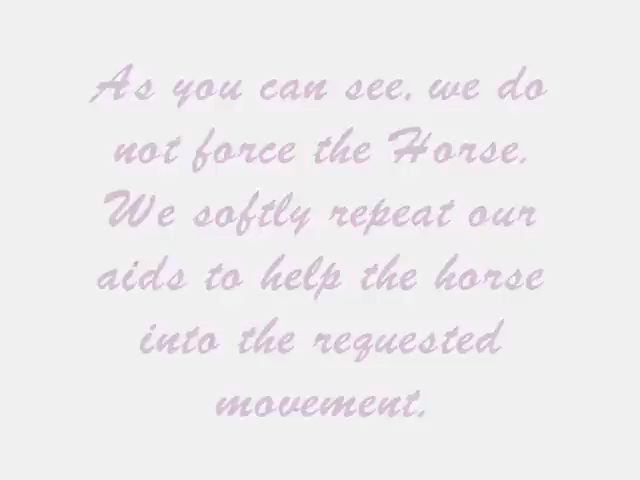 As you can see, we do
not force the Horse.
We softly repeat our
aids to help the horse
into the requested
movement.